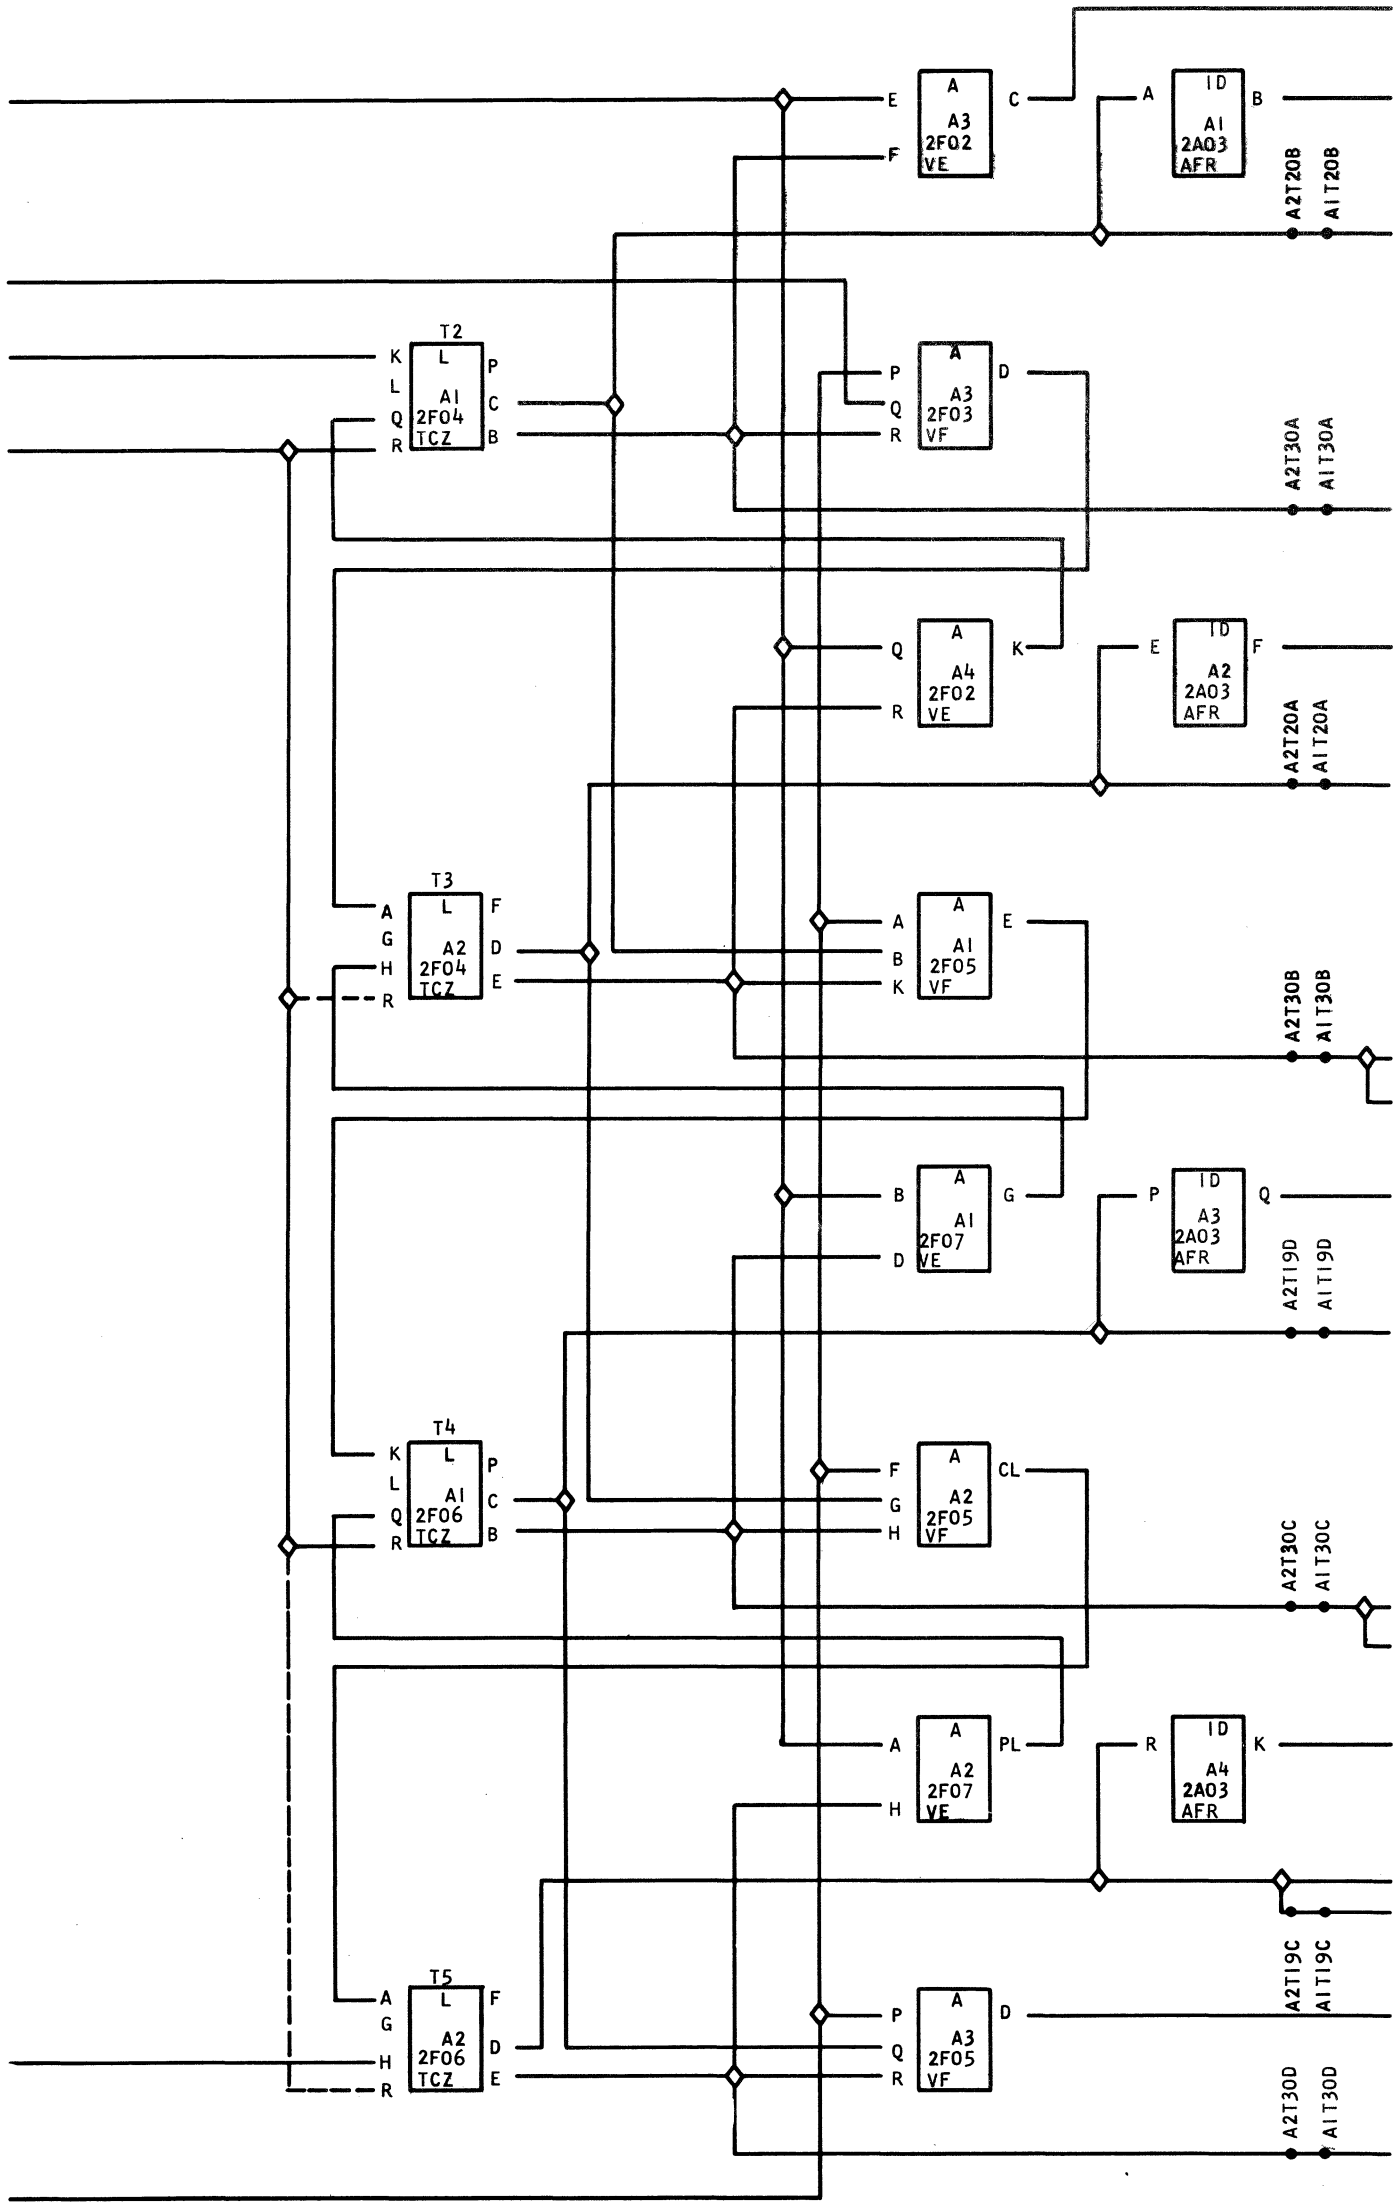 E
A
A3
2F02
VE
C
F
A
ID
A1
2A03
AFR
B
A2T20B
A1T20B
T2
K
L
Q
R
L
A1
2F04
TCZ
P
C
B
P
Q
R
A
A3
2F03
VF
D
A2T30A
A1T30A
Q
R
A
A4
2F02
VE
K
E
ID
A2
2A03
AFR
F
A2T20A
A1T20A
T3
A
G
H
R
L
A2
2F04
TCZ
F
D
E
A
B
K
A
A1
2F05
VF
E
A2T30B
A1T30B
B
D
A
A1
2F07
VE
G
P
ID
A3
2A03
AFR
Q
A2T19D
A1T19D
T4
K
L
Q
R
L
A1
2F06
TCZ
P
C
B
F
G
H
A
A2
2F05
VF
CL
A2T30C
A1T30C
A
H
A
A2
2F07
VE
PL
R
ID
A4
2A03
AFR
K
A2T19C
A1T19C
T5
A
G
H
R
L
A2
2F06
TCZ
F
D
E
P
Q
R
A
A3
2F05
VF
D
A2T30D
A1T30D